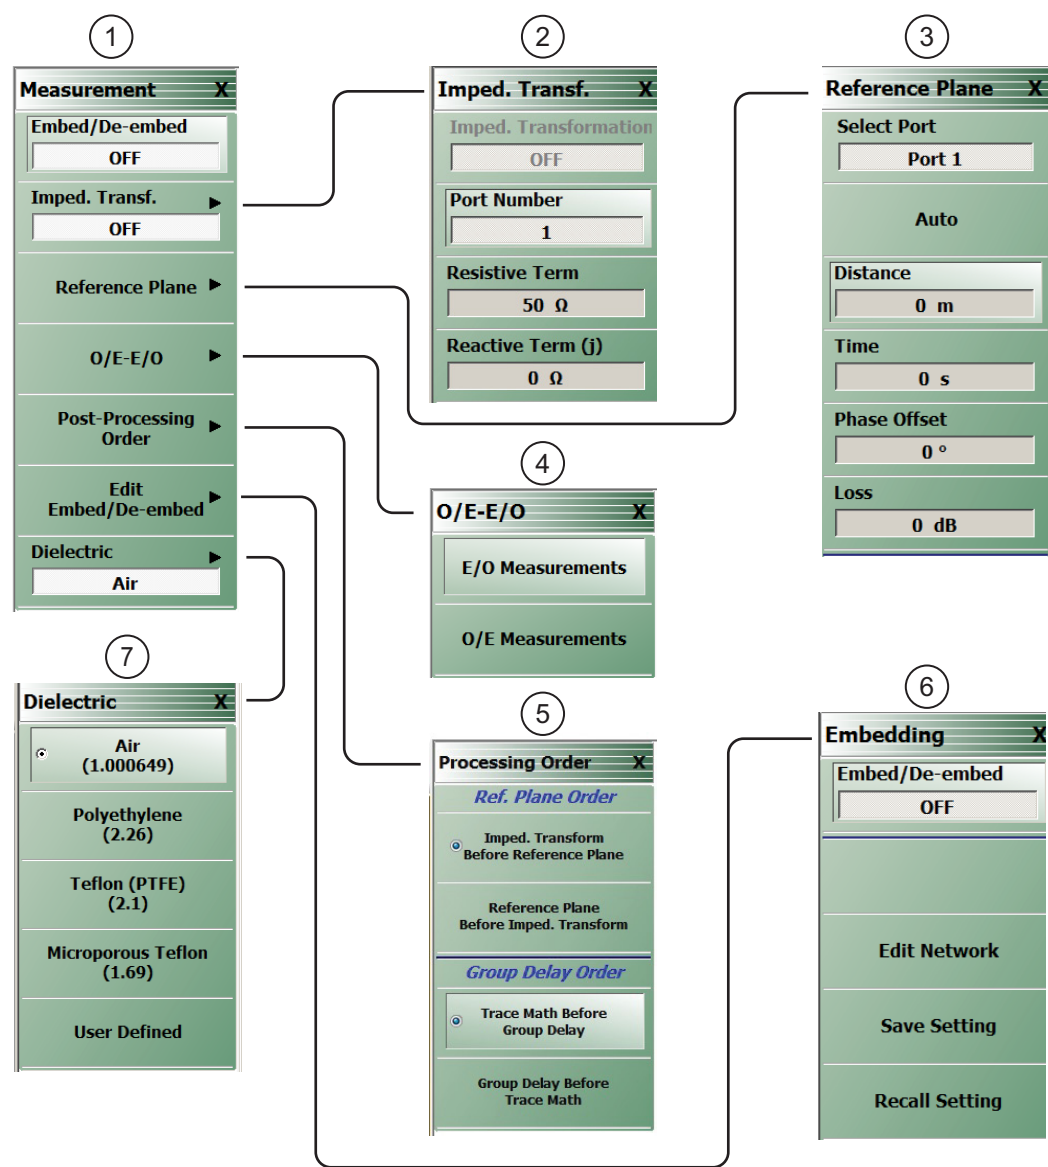 1
Measurement X
Embed/De-embed
OFF
Imped. Transf.
OFF
Reference Plane
O/E-E/O
Post-Processing
Order
Edit
Embed/De-embed
Dielectric
Air
2
Imped. Transf. X
Imped. Transformation
OFF
Port Number
1
Resistive Term
50 Ω
Reactive Term (j)
0 Ω
3
Reference Plane X
Select Port
Port 1
Auto
Distance
0 m
Time
0 s
Phase Offset
0 °
Loss
0 dB
4
O/E-E/O X
E/O Measurements
O/E Measurements
5
Processing Order X
Ref. Plane Order
Imped. Transform
Before Reference Plane
Reference Plane
Before Imped. Transform
Group Delay Order
Trace Math Before
Group Delay
Group Delay Before
Trace Math
6
Embedding X
Embed/De-embed
OFF
Edit Network
Save Setting
Recall Setting
7
Dielectric X
Air
(1.000649)
Polyethylene
(2.26)
Teflon (PTFE)
(2.1)
Microporous Teflon
(1.69)
User Defined